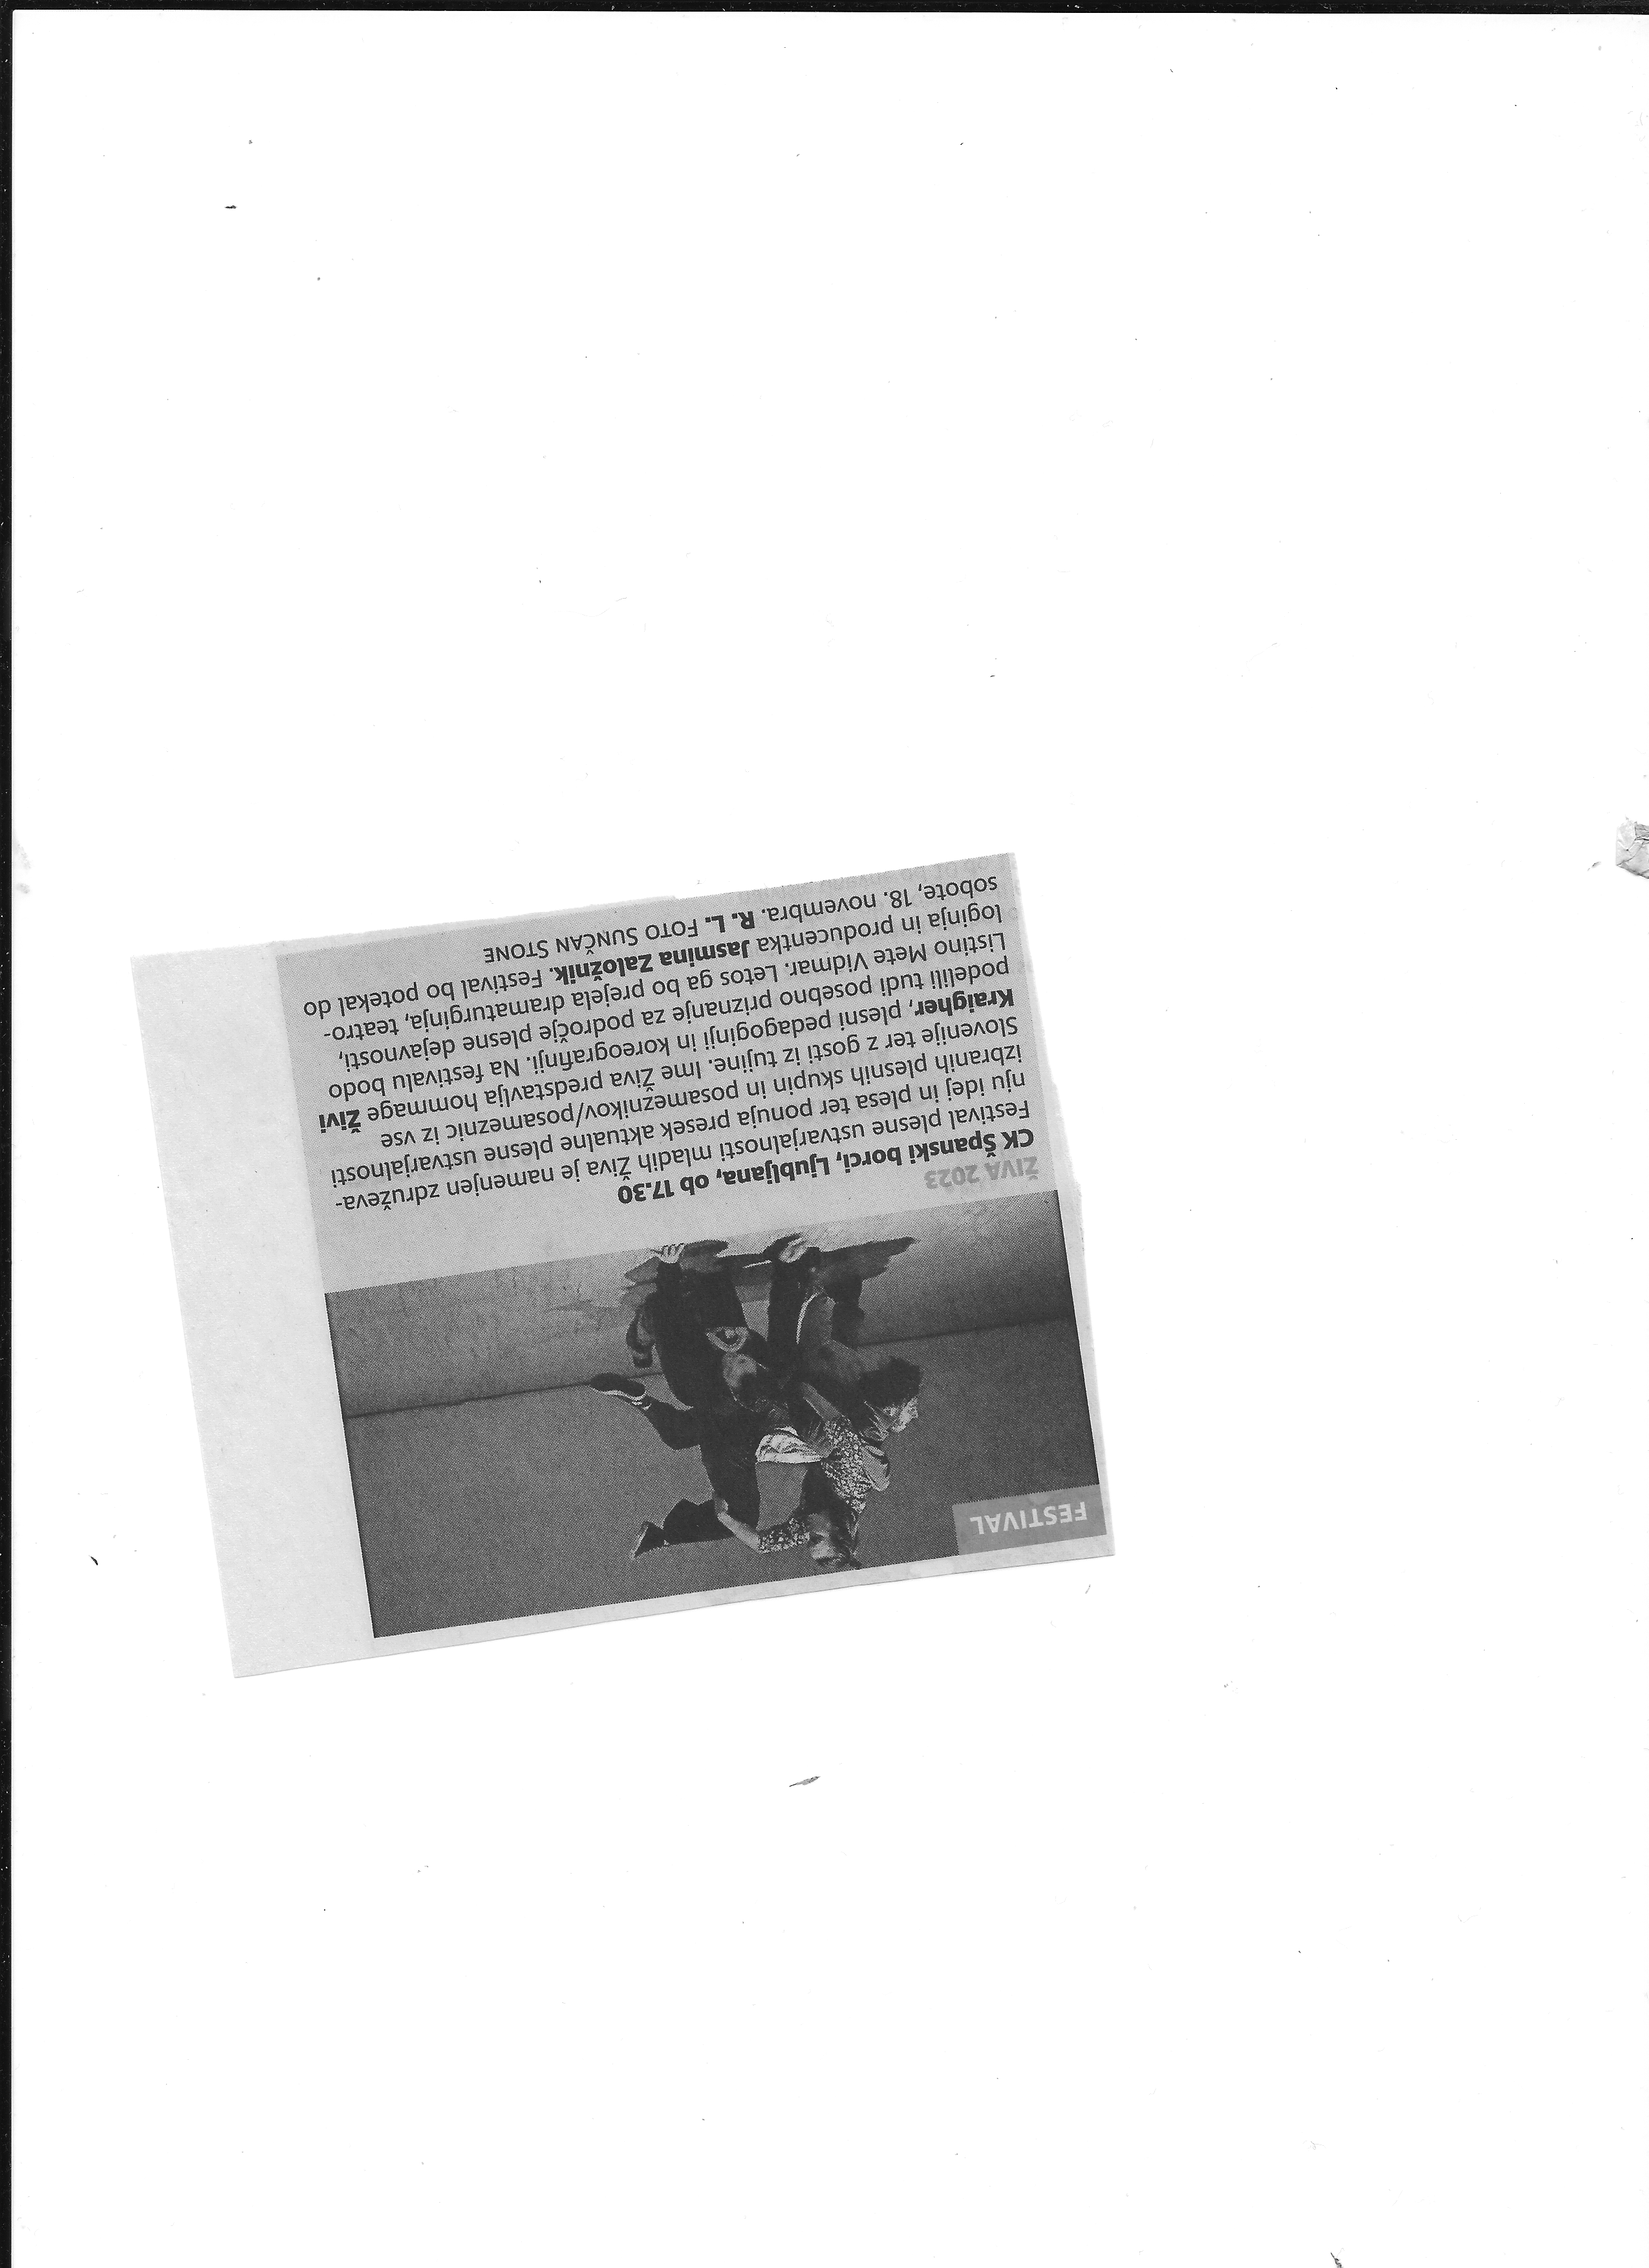 FESTIVAL
ŽIVA 2023
CK Španski borci, Ljubljana, ob 17.30
Festival plesne ustvarjalnosti mladih Živa je namenjen združeva-
nju idej in plesa ter ponuja presek aktualne plesne ustvarjalnosti
izbranih plesnih skupin in posameznikov/posameznic iz vse
Slovenije ter z gosti iz tujine. Ime Živa predstavlja hommage Živi
Kraigher, plesni pedagoginji in koreografinji. Na festivalu bodo
podelili tudi posebno priznanje za področje plesne dejavnosti,
Listino Mete Vidmar. Letos ga bo prejela dramaturginja, teatro-
loginja in producentka Jasmina Založnik. Festival bo potekal do
sobote, 18. novembra. R. L. FOTO SUNČAN STONE